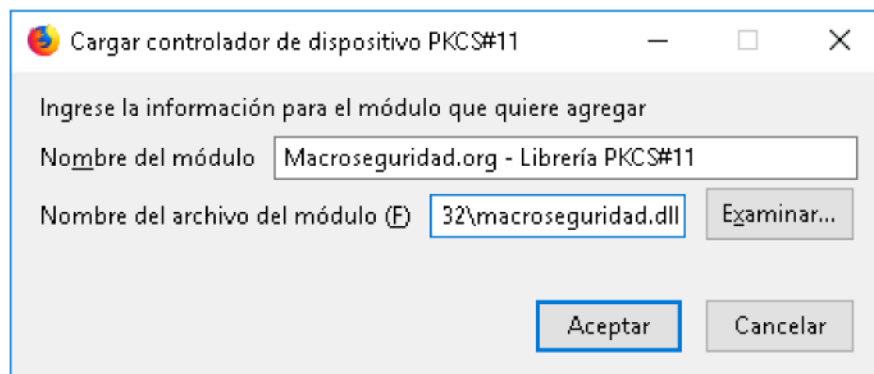 Cargar controlador de dispositivo PKCS#11
Ingrese la información para el módulo que quiere agregar
Nombre del módulo Macroseguridad.org - Librería PKCS#11
Nombre del archivo del módulo (F) 32\macroseguridad.dll Examinar...
Aceptar Cancelar